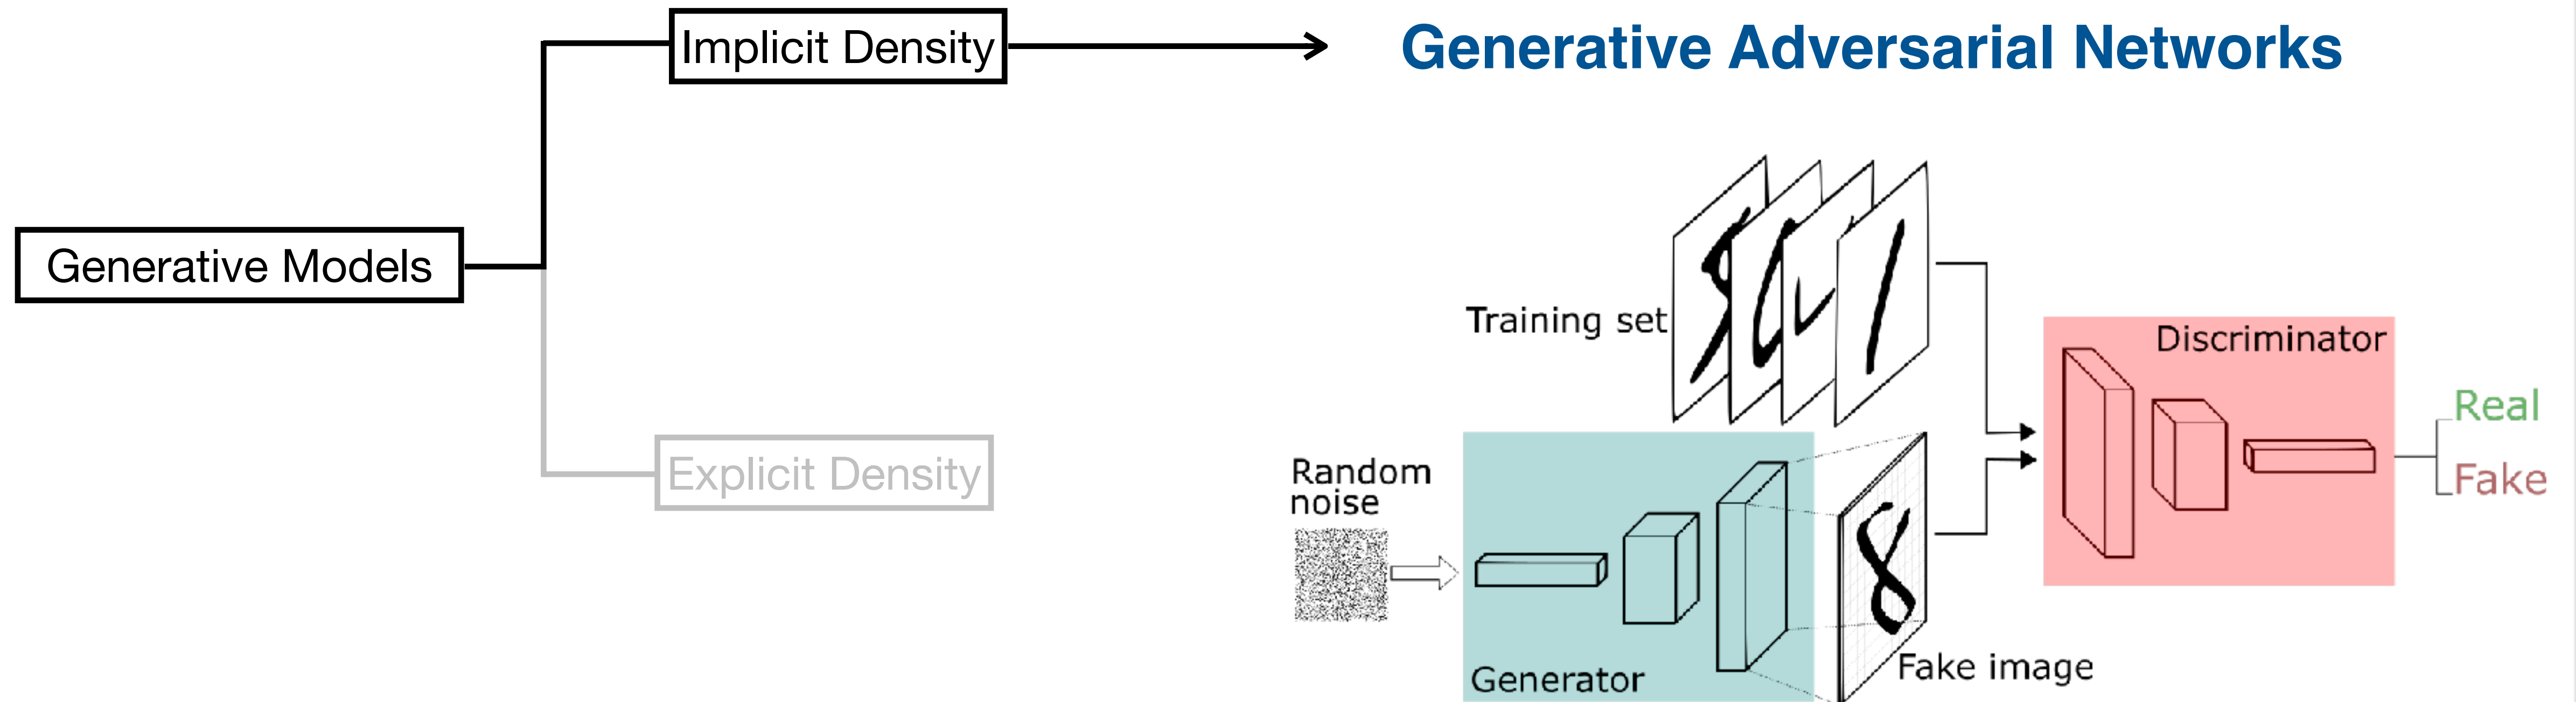 Implicit Density
Generative Adversarial Networks
Generative Models
Explicit Density
Training set
Discriminator
Real
Fake
Random
noise
8
Generator
Fake image